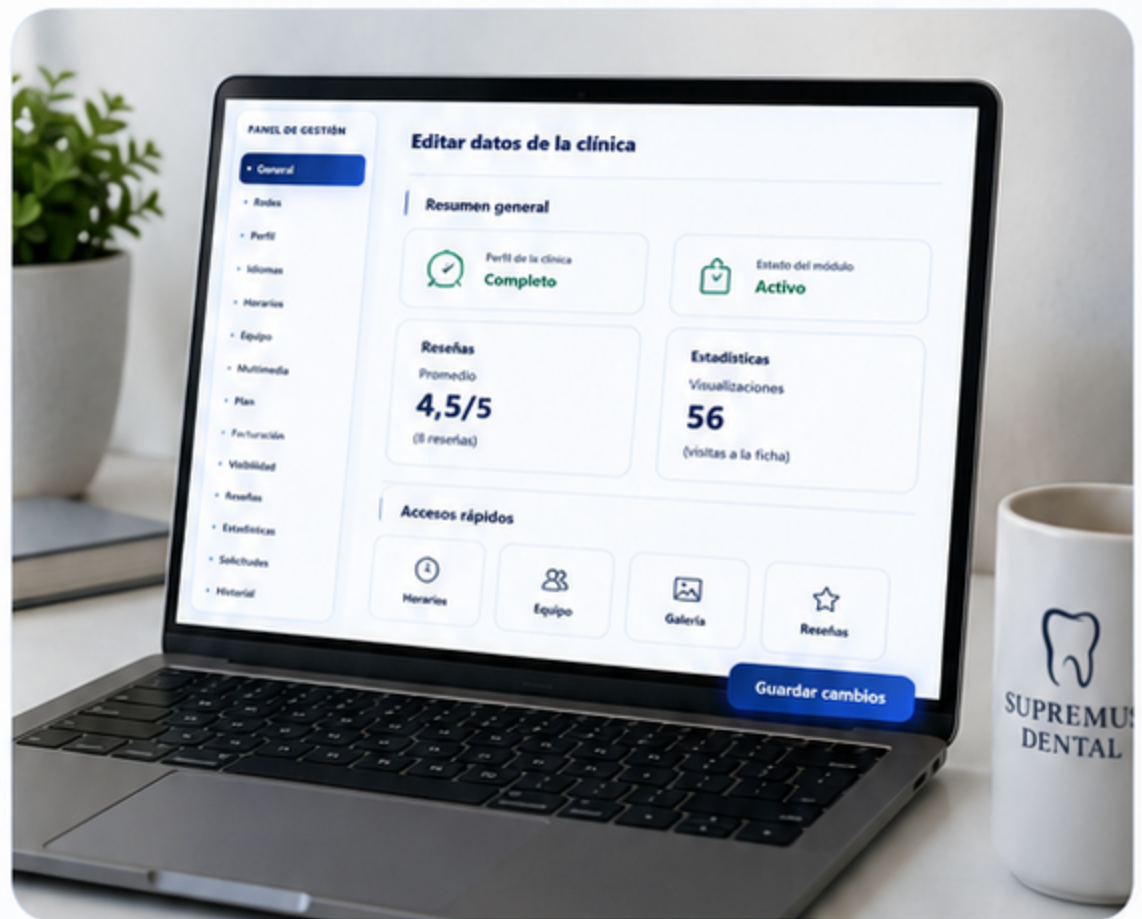 PANEL DE GESTIÓN
General
Redes
Perfil
Idiomas
Horarios
Equipo
Multimedia
Plan
Facturación
Visibilidad
Reseñas
Estadísticas
Solicitudes
Historial
Editar datos de la clínica
Resumen general
Perfil de la clínica
Completo
Estado del módulo
Activo
Reseñas
Promedio
4,5/5
(8 reseñas)
Estadísticas
Visualizaciones
56
(visitas a la ficha)
Accesos rápidos
Horarios
Equipo
Galería
Reseñas
Guardar cambios
SUPREMUS
DENTAL